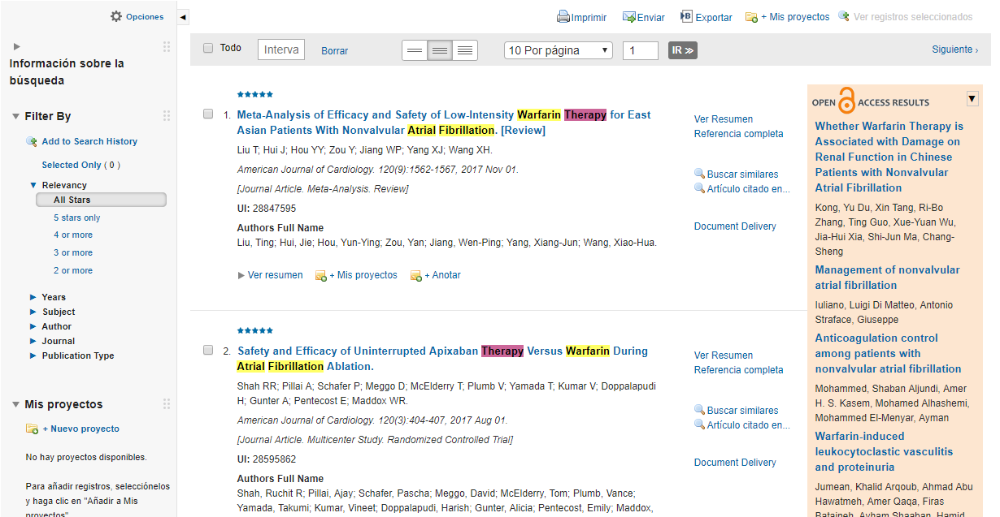 Opciones
Información sobre la
búsqueda
Filter By
Add to Search History
Selected Only ( 0 )
Relevancy
All Stars
5 stars only
4 or more
3 or more
2 or more
Years
Subject
Author
Journal
Publication Type
Mis proyectos
+ Nuevo proyecto
No hay proyectos disponibles.
Para añadir registros, selecciónelos
y haga clic en "Añadir a Mis
proyectos"
Imprimir
Enviar
Exportar
+ Mis proyectos
Ver registros seleccionados
Todo
Interva
Borrar
10 Por página
1
IR ≫
Siguiente ›
1. Meta-Analysis of Efficacy and Safety of Low-Intensity Warfarin Therapy for East
Asian Patients With Nonvalvular Atrial Fibrillation. [Review]
Liu T; Hui J; Hou YY; Zou Y; Jiang WP; Yang XJ; Wang XH.
American Journal of Cardiology. 120(9):1562-1567, 2017 Nov 01.
[Journal Article. Meta-Analysis. Review]
UI: 28847595
Authors Full Name
Liu, Ting; Hui, Jie; Hou, Yun-Ying; Zou, Yan; Jiang, Wen-Ping; Yang, Xiang-Jun; Wang, Xiao-Hua.
Ver resumen
+ Mis proyectos
+ Anotar
Ver Resumen
Referencia completa
Buscar similares
Artículo citado en...
Document Delivery
2. Safety and Efficacy of Uninterrupted Apixaban Therapy Versus Warfarin During
Atrial Fibrillation Ablation.
Shah RR; Pillai A; Schafer P; Meggo D; McElderry T; Plumb V; Yamada T; Kumar V; Doppalapudi
H; Gunter A; Pentecost E; Maddox WR.
American Journal of Cardiology. 120(3):404-407, 2017 Aug 01.
[Journal Article. Multicenter Study. Randomized Controlled Trial]
UI: 28595862
Authors Full Name
Shah, Ruchit R; Pillai, Ajay; Schafer, Pascha; Meggo, David; McElderry, Tom; Plumb, Vance;
Yamada, Takumi; Kumar, Vineet; Doppalapudi, Harish; Gunter, Alicia; Pentecost, Emily; Maddox,
Ver Resumen
Referencia completa
Buscar similares
Artículo citado en...
Document Delivery
OPEN ACCESS RESULTS
Whether Warfarin Therapy is
Associated with Damage on
Renal Function in Chinese
Patients with Nonvalvular
Atrial Fibrillation
Kong, Yu Du, Xin Tang, Ri-Bo
Zhang, Ting Guo, Xue-Yuan Wu,
Jia-Hui Xia, Shi-Jun Ma, Chang-
Sheng
Management of nonvalvular
atrial fibrillation
Iuliano, Luigi Di Matteo, Antonio
Straface, Giuseppe
Anticoagulation control
among patients with
nonvalvular atrial fibrillation
Mohammed, Shaban Aljundi, Amer
H. S. Kasem, Mohamed Alhashemi,
Mohammed El-Menyar, Ayman
Warfarin-induced
leukocytoclastic vasculitis
and proteinuria
Jumean, Khalid Arqoub, Ahmad Abu
Hawatmeh, Amer Qaqa, Firas
Bataineh, Ayham Shaaban, Hamid